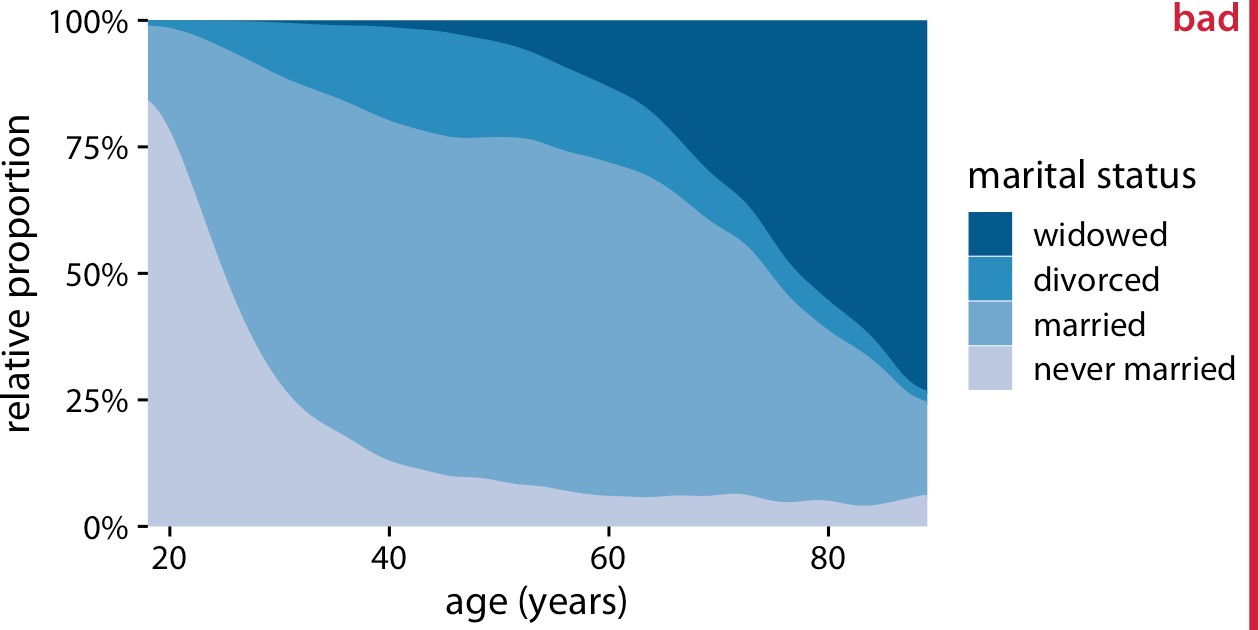 bad
100%
75%
50%
25%
0%
relative proportion
20 40 60 80
age (years)
marital status
widowed
divorced
married
never married